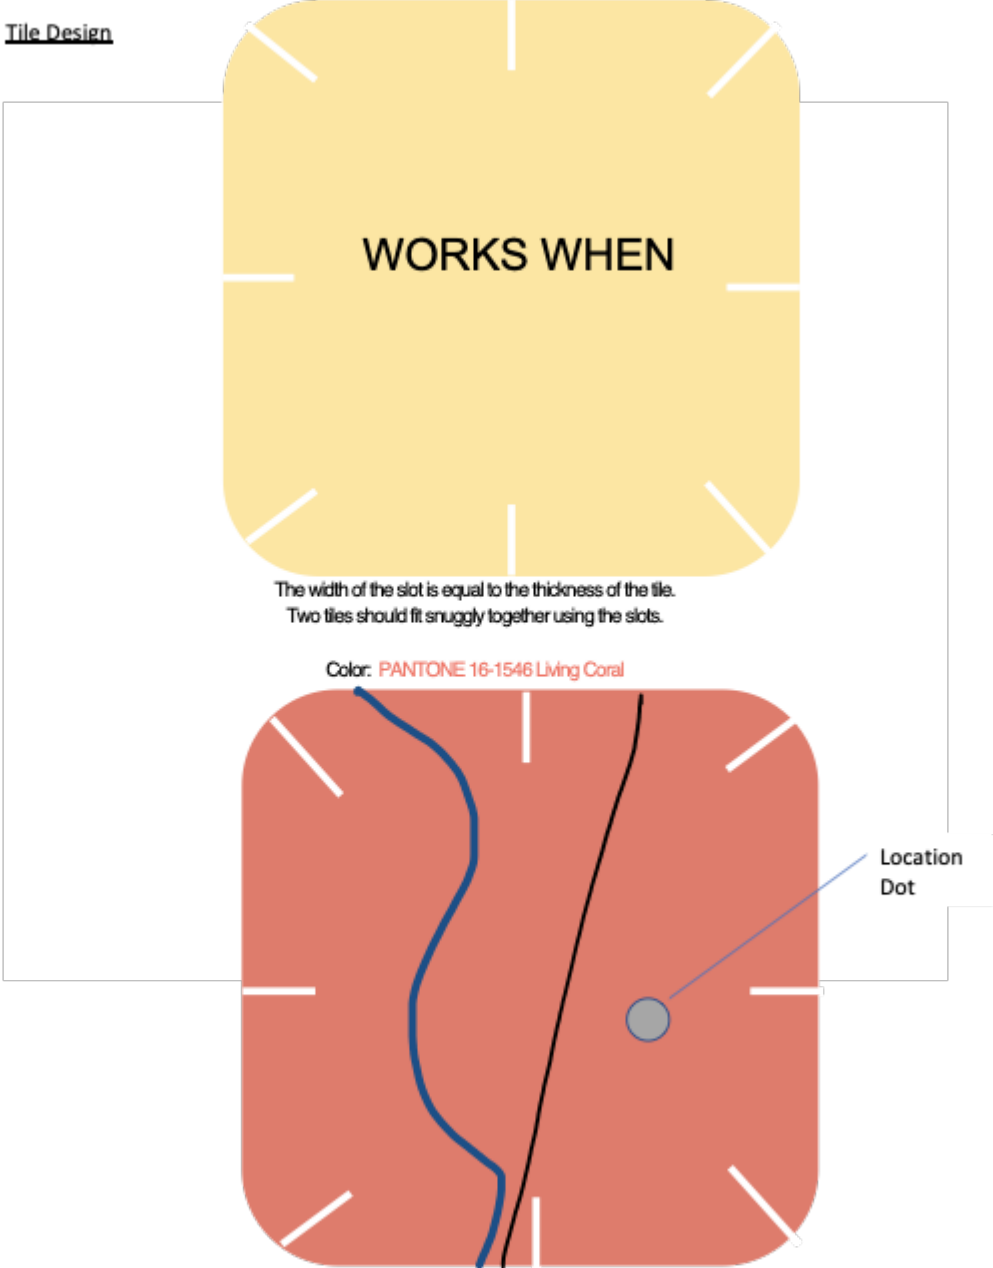 Tile Design
WORKS WHEN
The width of the slot is equal to the thickness of the tile.
Two tiles should fit snuggly together using the slots.
Color: PANTONE 16-1546 Living Coral
Location
Dot